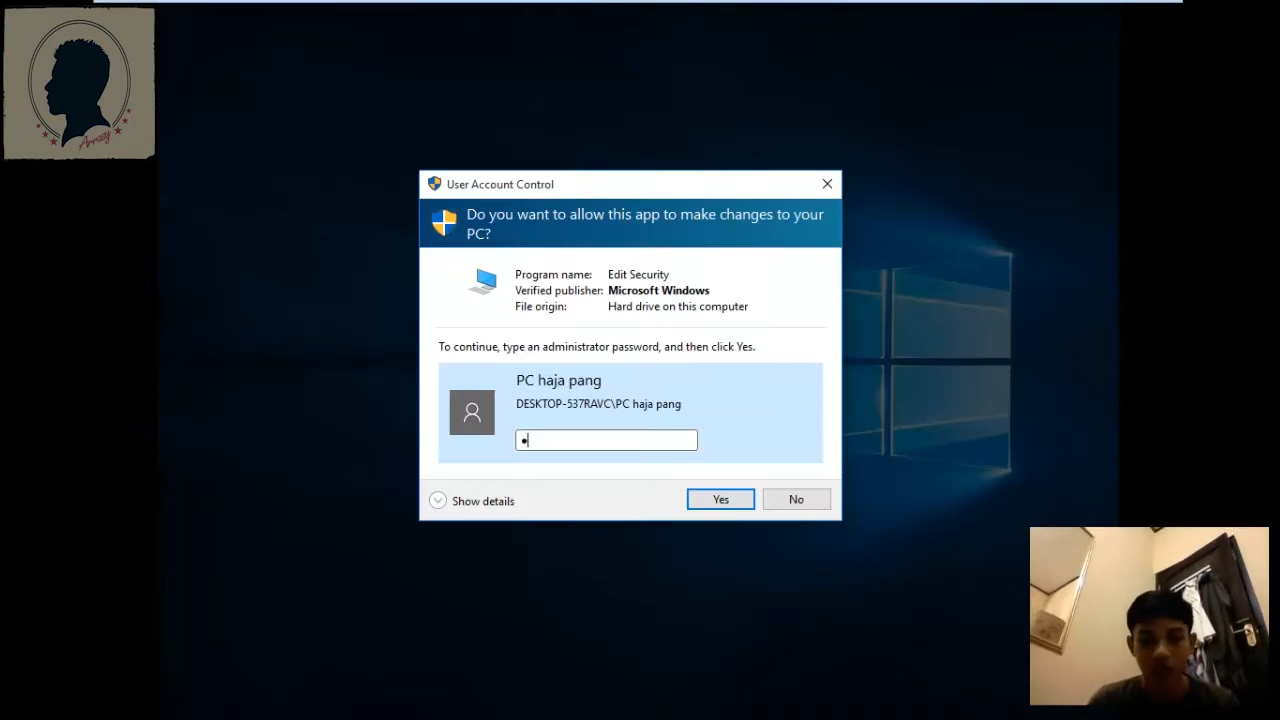 Array
User Account Control
Do you want to allow this app to make changes to your
PC?
Program name: Edit Security
Verified publisher: Microsoft Windows
File origin: Hard drive on this computer
To continue, type an administrator password, and then click Yes.
PC haja pang
DESKTOP-537RAVC\PC haja pang
Show details
Yes
No